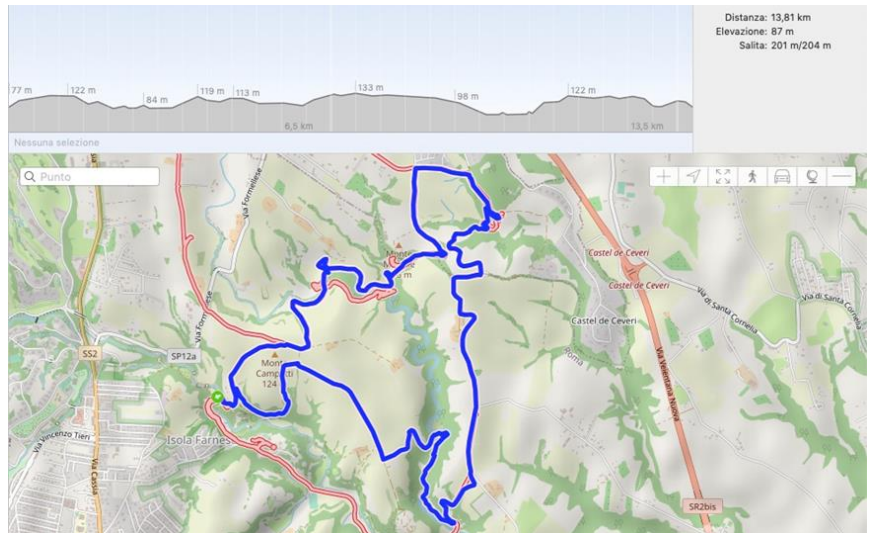 Distanza: 13,81 km
Elevazione: 87 m
Salita: 201 m/204 m
77 m
122 m
84 m
119 m
113 m
133 m
98 m
122 m
6,5 km
13,5 km
Nessuna selezione
Punto
Via Formellese
Castel de Ceveri
Castel de Ceveri
Via di Santa Cornelia
Via di Santa Cornelia
Castel de Ceveri
Via Formellese
SS2
SP12a
Roma
Via Veientana Nuova
124
Isola Farnes
Via Vincenzo Tieri
Via Cassia
SR2bis